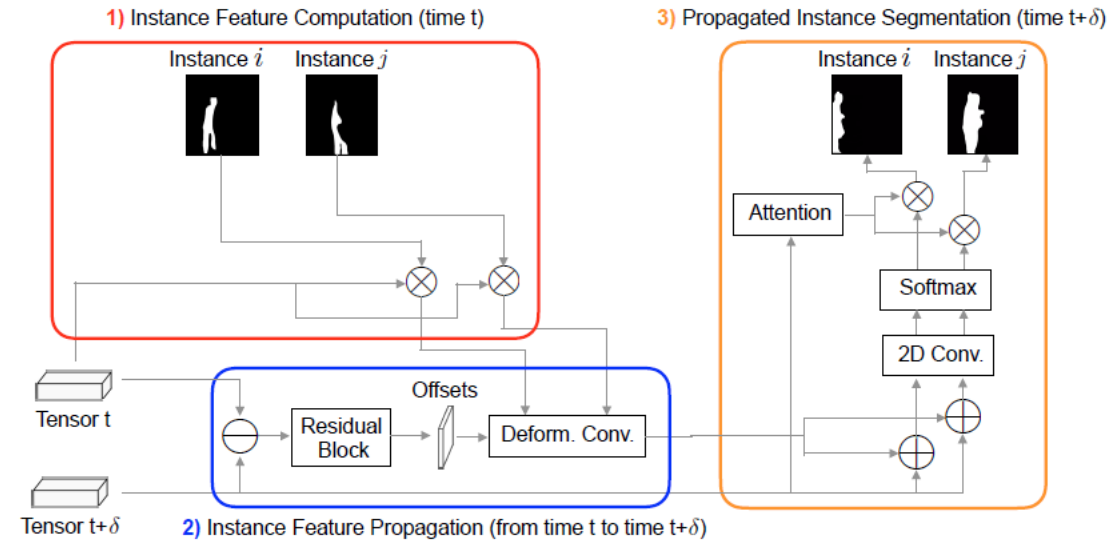 1) Instance Feature Computation (time t)
Instance i
Instance j
3) Propagated Instance Segmentation (time t+δ)
Instance i
Instance j
Attention
Softmax
2D Conv.
Tensor t
Offsets
Residual
Block
Deform. Conv.
Tensor t+δ
2) Instance Feature Propagation (from time t to time t+δ)